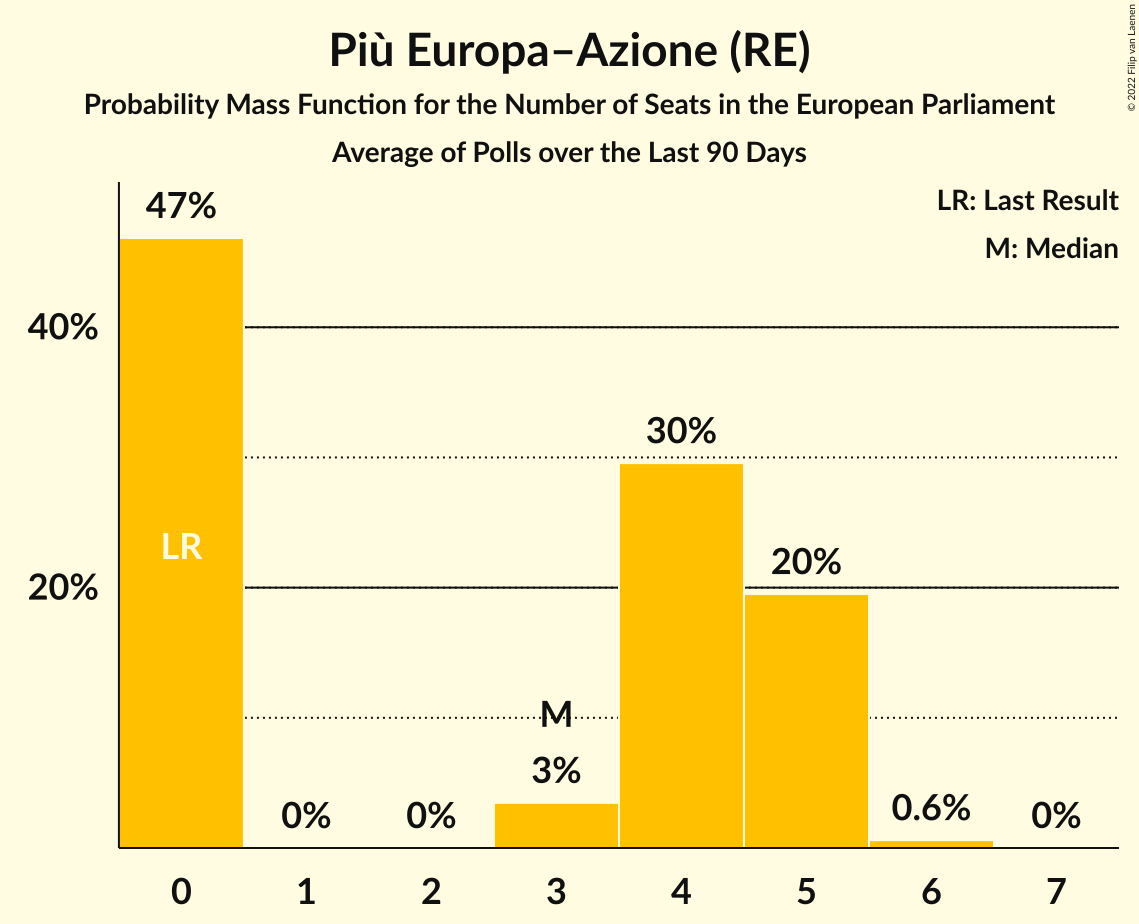 Più Europa–Azione (RE)
Probability Mass Function for the Number of Seats in the European Parliament
Average of Polls over the Last 90 Days
© 2022 Filip van Laenen
LR: Last Result
M: Median
47%
40%
30%
LR
20%
20%
M
3%
0%
0%
0.6%
0%
0 1 2 3 4 5 6 7